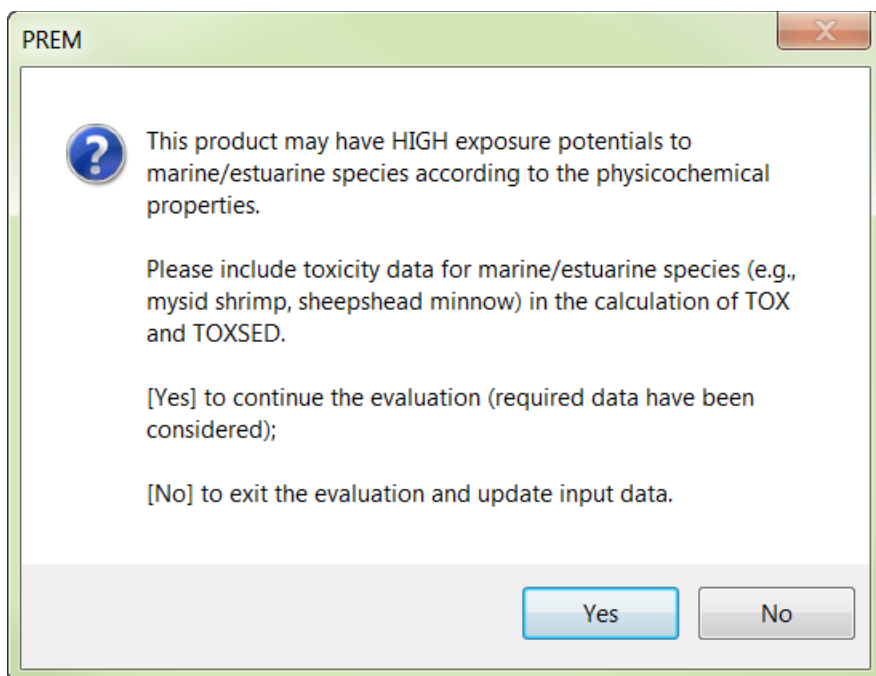 PREM
X
This product may have HIGH exposure potentials to
marine/estuarine species according to the physicochemical
properties.
Please include toxicity data for marine/estuarine species (e.g.,
mysid shrimp, sheepshead minnow) in the calculation of TOX
and TOXSED.
[Yes] to continue the evaluation (required data have been
considered);
[No] to exit the evaluation and update input data.
Yes
No